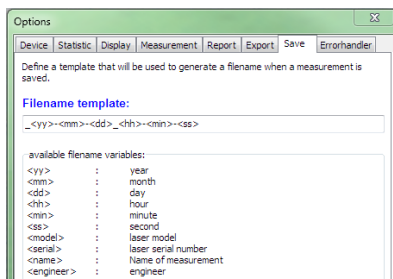 Options
Device Statistic Display Measurement Report Export Save Errorhandler
Define a template that will be used to generate a filename when a measurement is
saved.
Filename template:
_<yy>-<mm>-<dd>_<hh>-<min>-<ss>
available filename variables:
<yy> : year
<mm> : month
<dd> : day
<hh> : hour
<min> : minute
<ss> : second
<model> : laser model
<serial> : laser serial number
<name> : Name of measurement
<engineer> : engineer